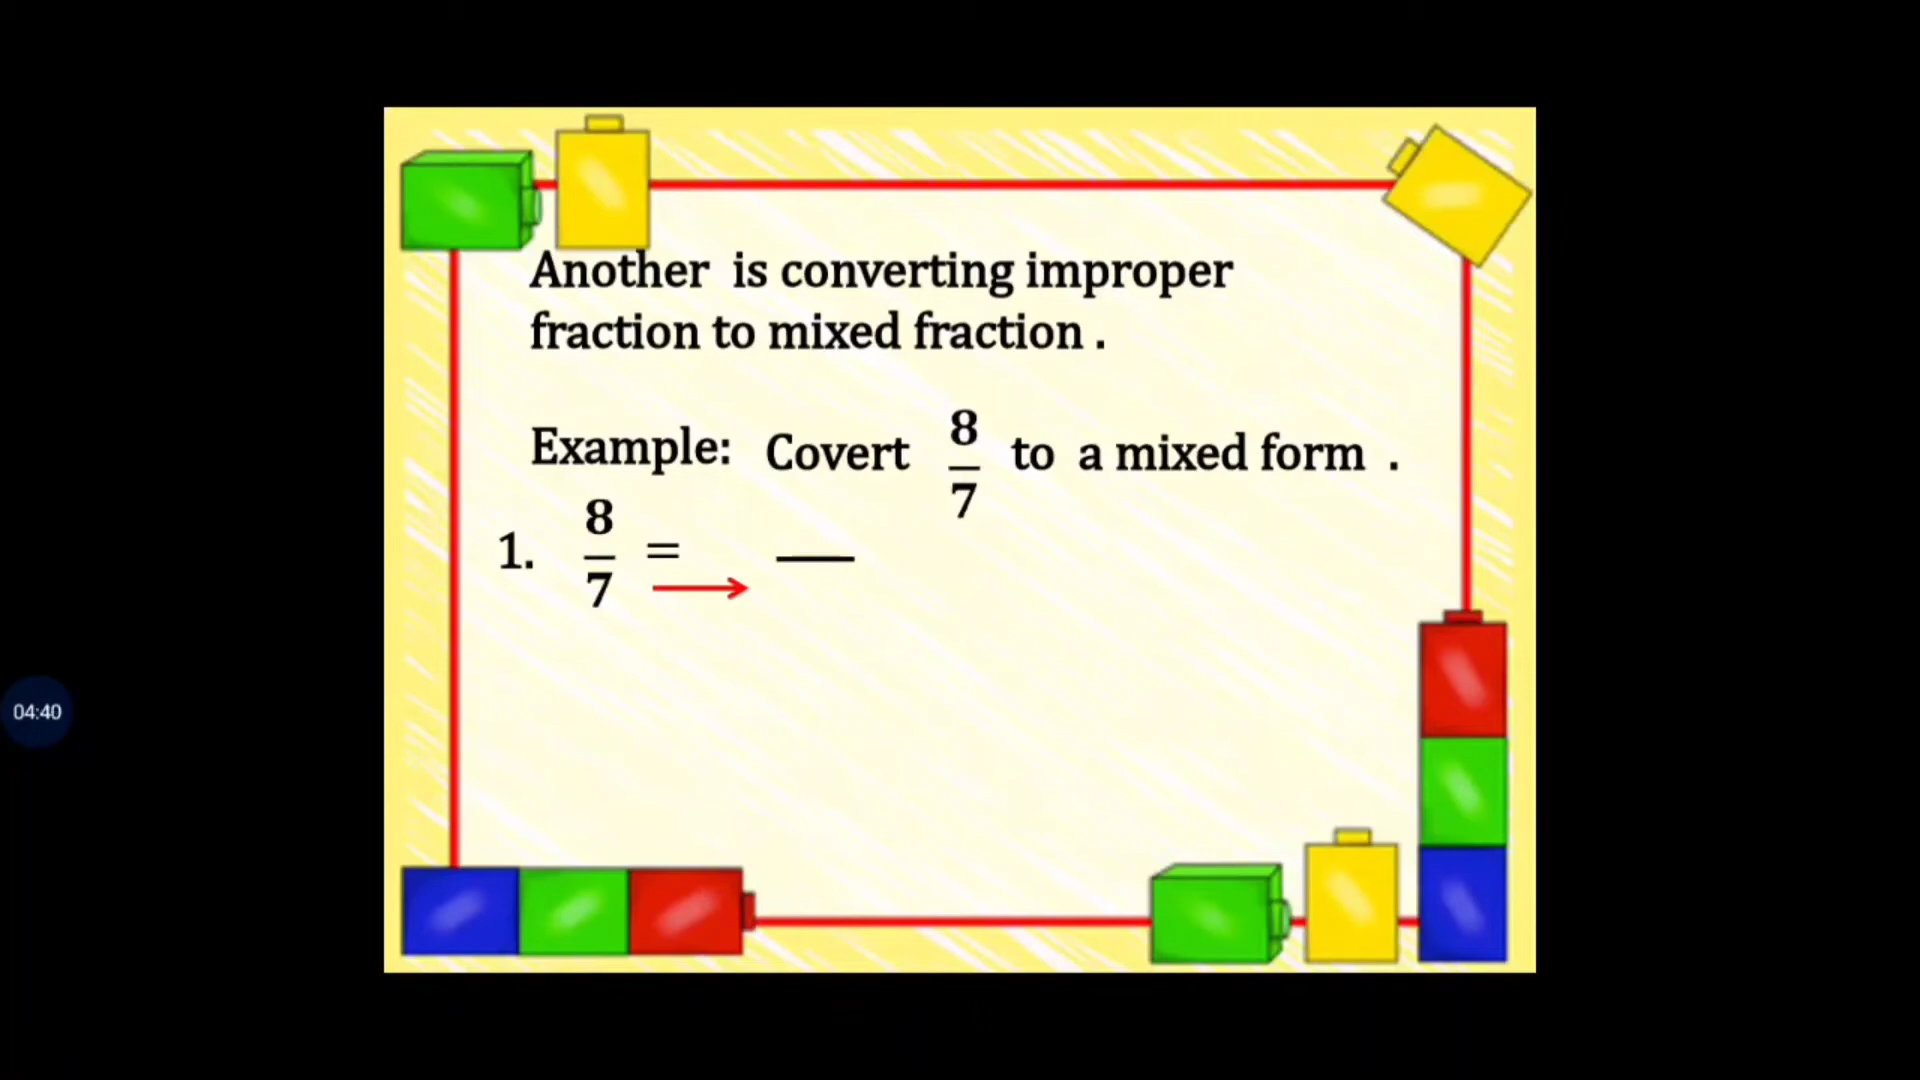 Another is converting improper
fraction to mixed fraction .
Example: Covert 8/7 to a mixed form .
1. 8/7 = __
04:40